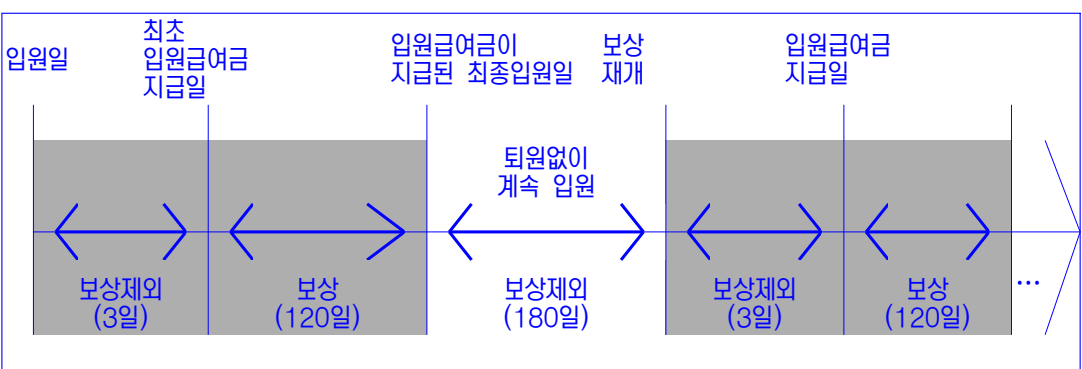 입원일
최초
입원급여금
지급일
입원급여금이
지급된 최종입원일
보상
재개
입원급여금
지급일
퇴원없이
계속 입원
보상제외
(3일)
보상
(120일)
보상제외
(180일)
보상제외
(3일)
보상
(120일)
...